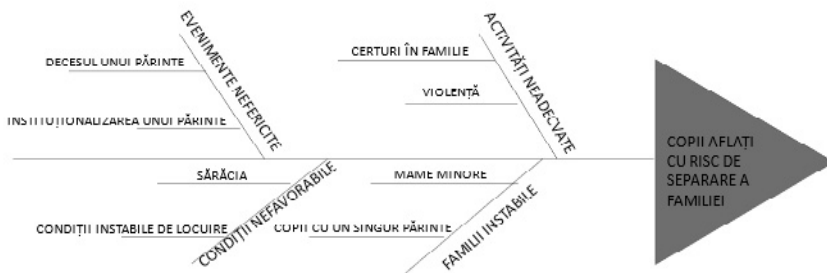 EVENIMENTE NEFERICITE
DECESUL UNUI PĂRINTE
INSTITUȚIONALIZAREA UNUI PĂRINTE
ACTIVITĂȚI NEADECVATE
CERTURI ÎN FAMILIE
VIOLENȚĂ
CONDIȚII NEFAVORABILE
SĂRĂCIA
CONDIȚII INSTABILE DE LOCUIRE
FAMILII INSTABILE
MAME MINORE
COPII CU UN SINGUR PĂRINTE
COPII AFLAȚI
CU RISC DE
SEPARARE A
FAMILIEI